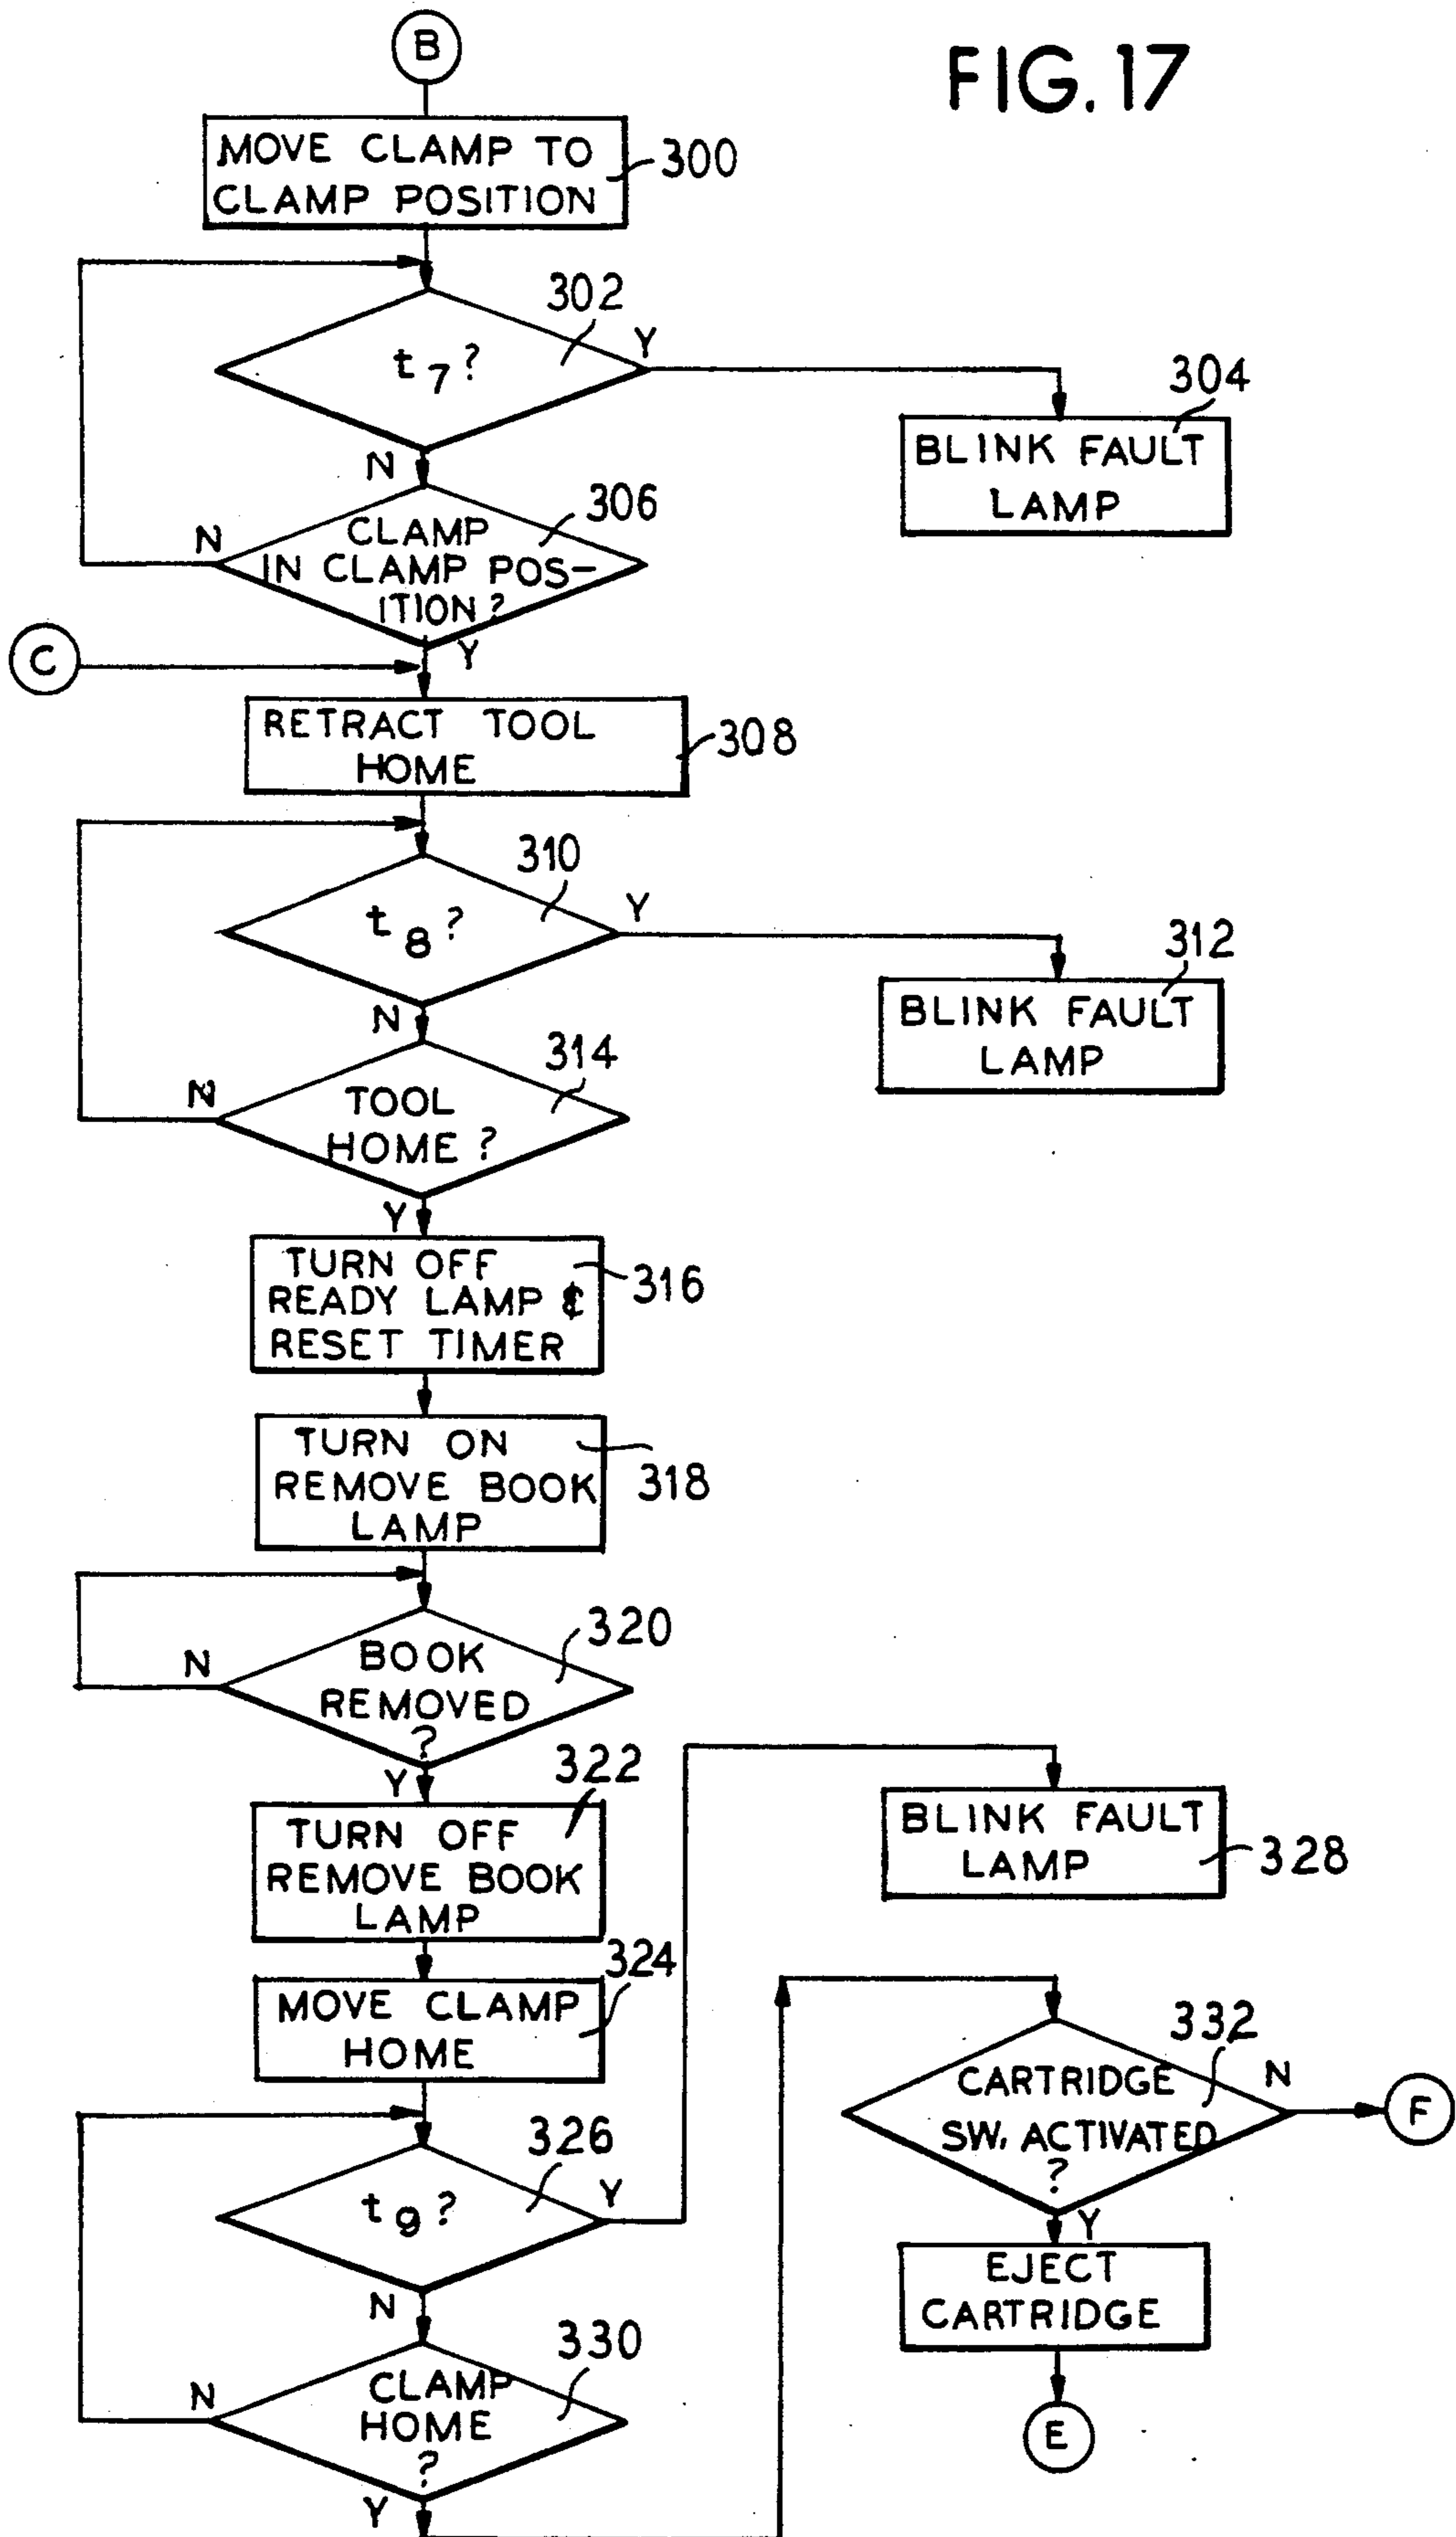 B
FIG. 17
MOVE CLAMP TO
CLAMP POSITION
300
302
t7?
Y
N
304
BLINK FAULT
LAMP
306
CLAMP
IN CLAMP POS-
ITION?
N
Y
C
RETRACT TOOL
HOME
308
310
t8?
Y
N
312
BLINK FAULT
LAMP
314
TOOL
HOME?
N
Y
TURN OFF
READY LAMP &
RESET TIMER
316
TURN ON
REMOVE BOOK
LAMP
318
320
BOOK
REMOVED
?
N
Y
322
TURN OFF
REMOVE BOOK
LAMP
324
MOVE CLAMP
HOME
326
t9?
Y
N
BLINK FAULT
LAMP
328
330
CLAMP
HOME
?
N
Y
332
CARTRIDGE
SW. ACTIVATED
?
N
F
Y
EJECT
CARTRIDGE
E